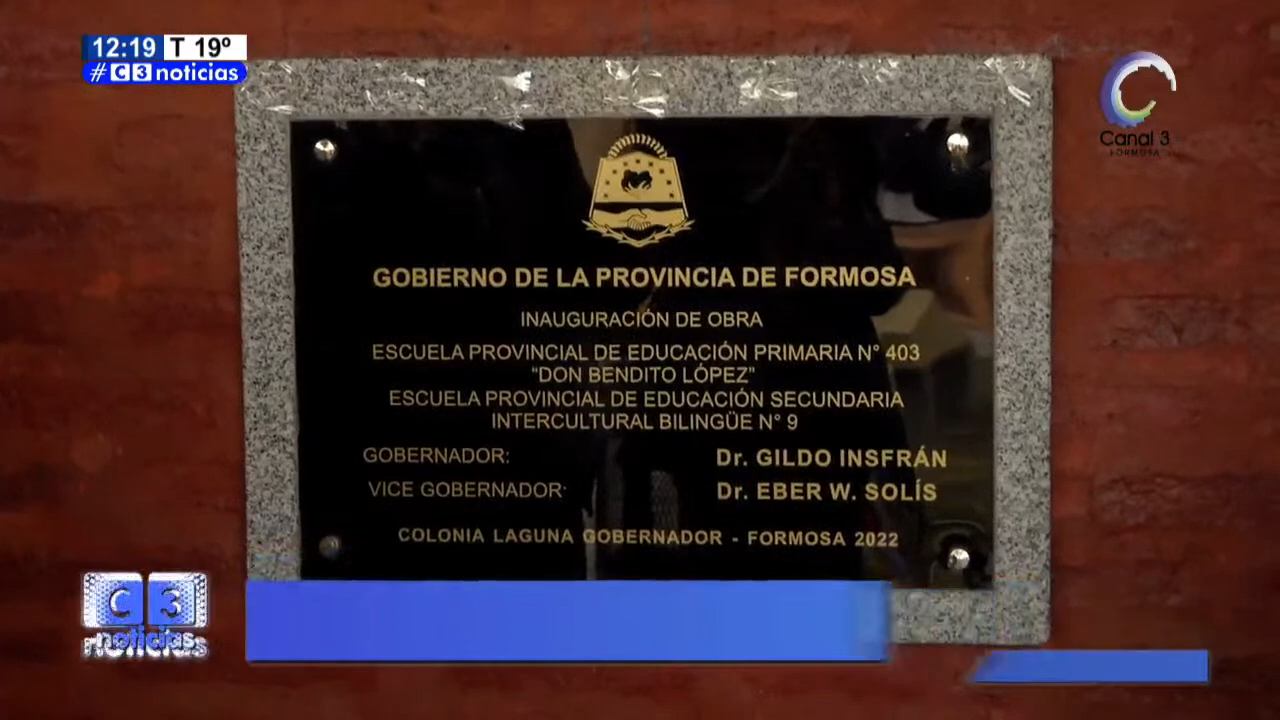 12:19 T 19º
#C3noticias
Canal 3
FORMOSA
GOBIERNO DE LA PROVINCIA DE FORMOSA
INAUGURACIÓN DE OBRA
ESCUELA PROVINCIAL DE EDUCACIÓN PRIMARIA N° 403
"DON BENDITO LÓPEZ"
ESCUELA PROVINCIAL DE EDUCACIÓN SECUNDARIA
INTERCULTURAL BILINGÜE N° 9
GOBERNADOR: Dr. GILDO INSFRÁN
VICE GOBERNADOR: Dr. EBER W. SOLÍS
COLONIA LAGUNA GOBERNADOR - FORMOSA 2022
C3
noticias